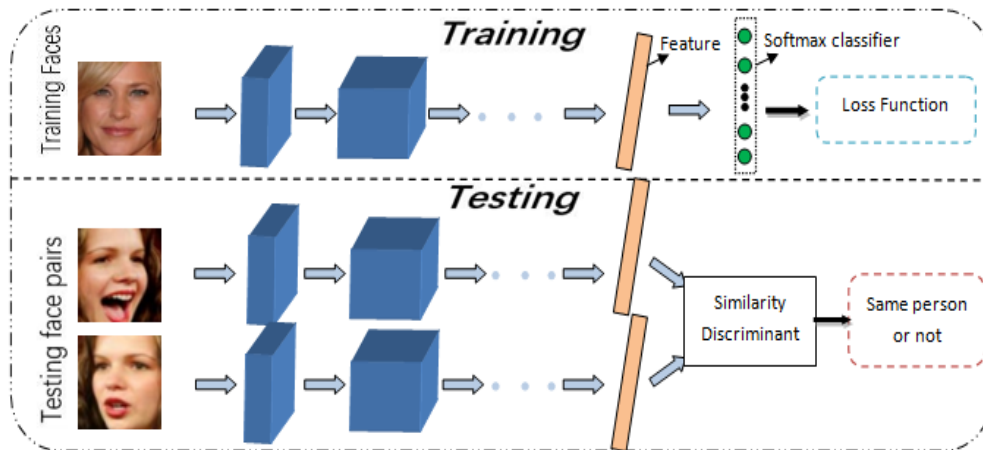 Training
Training Faces
Feature
Softmax classifier
Loss Function
Testing
Testing face pairs
Similarity
Discriminant
Same person
or not